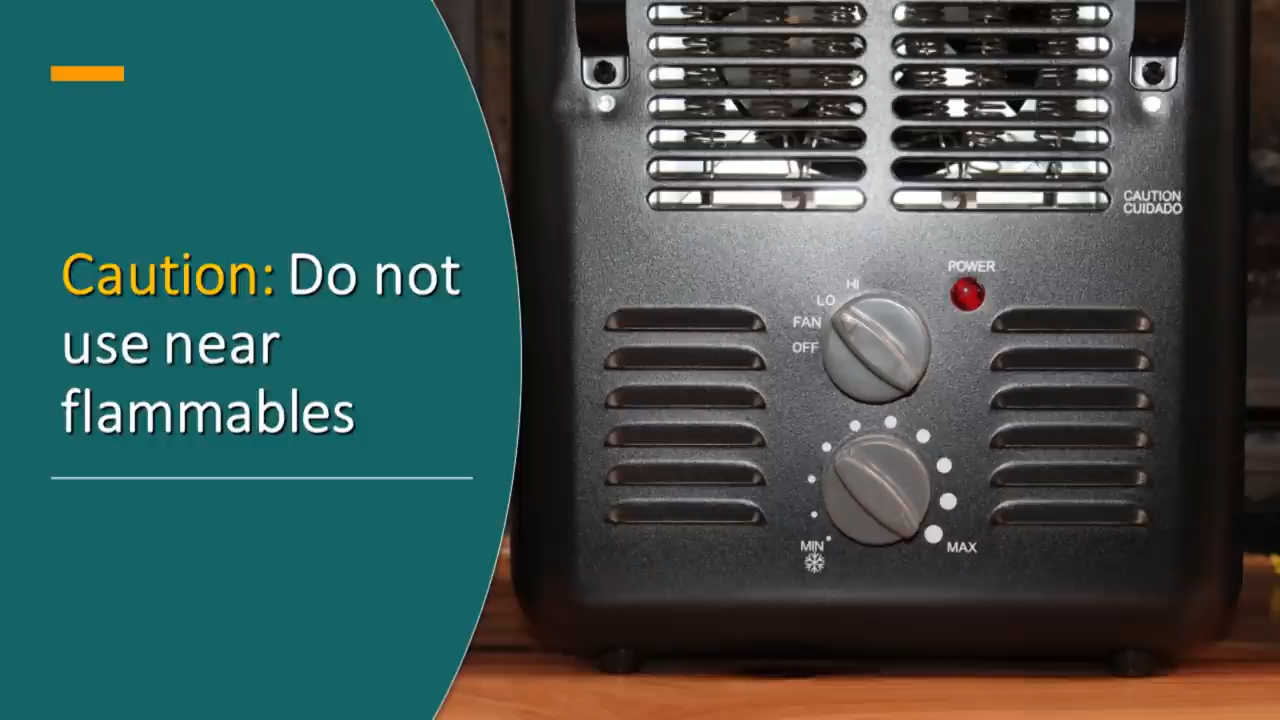 Caution: Do not
use near
flammables
CAUTION
CUIDADO
POWER
HI
LO
FAN
OFF
MIN
MAX